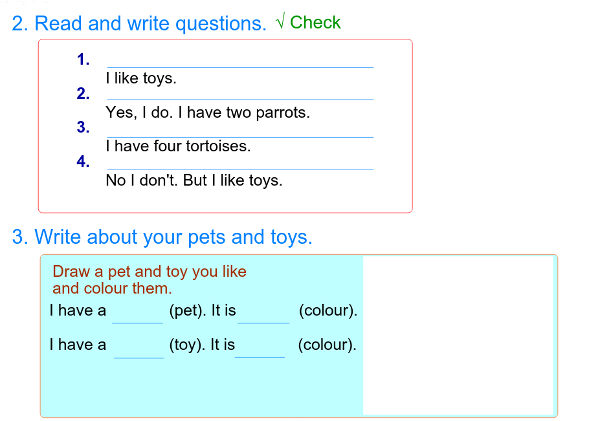 2. Read and write questions. √ Check
1.
I like toys.
2.
Yes, I do. I have two parrots.
3.
I have four tortoises.
4.
No I don't. But I like toys.
3. Write about your pets and toys.
Draw a pet and toy you like
and colour them.
I have a (pet). It is (colour).
I have a (toy). It is (colour).